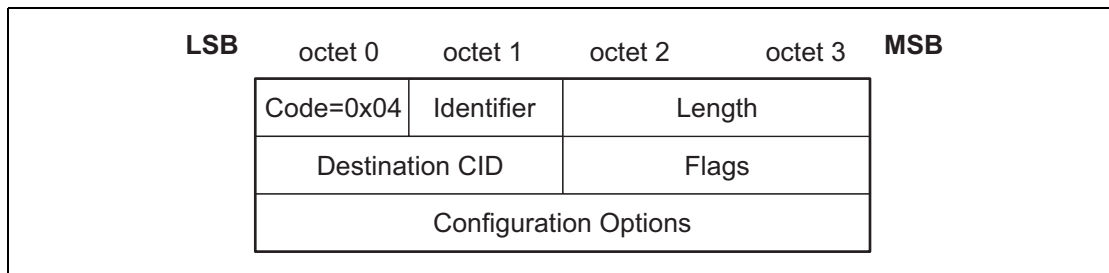 LSB octet 0 octet 1 octet 2 octet 3 MSB
Code=0x04 Identifier Length
Destination CID Flags
Configuration Options